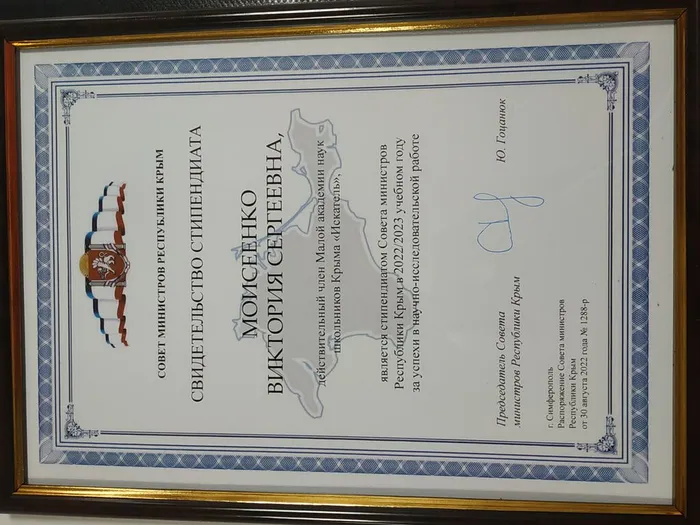 СОВЕТ МИНИСТРОВ РЕСПУБЛИКИ КРЫМ
СВИДЕТЕЛЬСТВО СТИПЕНДИАТА
МОИСЕЕНКО
ВИКТОРИЯ СЕРГЕЕВНА,
действительный член Малой академии наук
школьников Крыма «Искатель»,
является стипендиатом Совета министров
Республики Крым в 2022/2023 учебном году
за успехи в научно-исследовательской работе
Председатель Совета
министров Республики Крым
Ю. Гоцанюк
г. Симферополь
Распоряжение Совета министров
Республики Крым
от 30 августа 2022 года № 1288-р